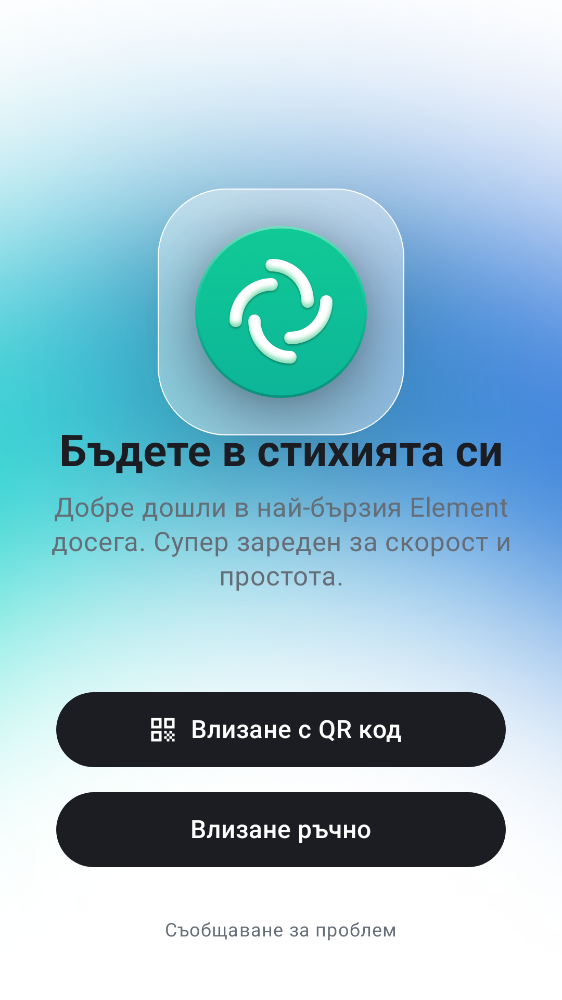 Бъдете в стихията си
Добре дошли в най-бързия Element
досега. Супер зареден за скорост и
простота.
Влизане с QR код
Влизане ръчно
Съобщаване за проблем